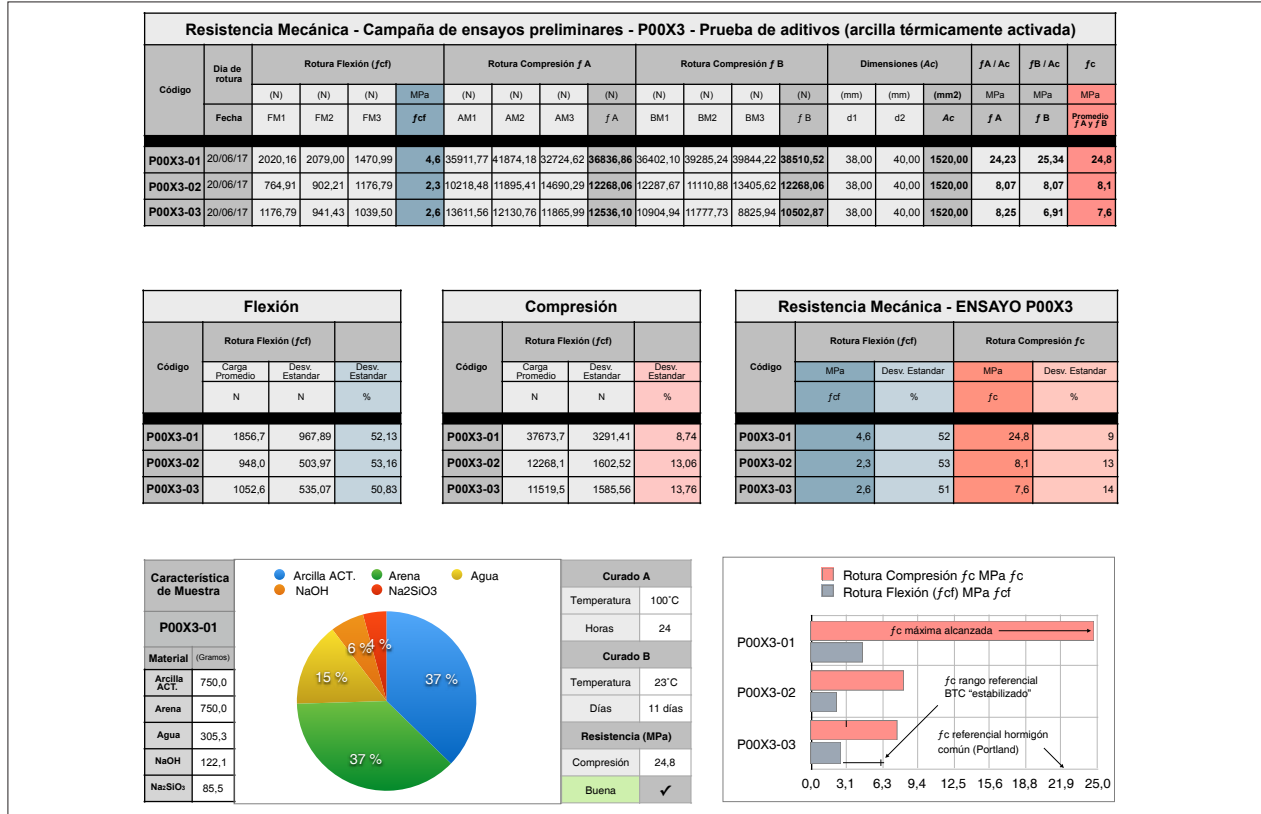 Resistencia Mecánica - Campaña de ensayos preliminares - P00X3 - Prueba de aditivos (arcilla térmicamente activada)
Código Dia de rotura Rotura Flexión (ƒcf) Rotura Compresión ƒ A Rotura Compresión ƒ B Dimensiones (Ac) ƒA / Ac ƒB / Ac ƒc
(N) (N) (N) MPa (N) (N) (N) (N) (N) (N) (N) (N) (mm) (mm) (mm2) MPa MPa MPa
Fecha FM1 FM2 FM3 ƒcf AM1 AM2 AM3 ƒ A BM1 BM2 BM3 ƒ B d1 d2 Ac ƒ A ƒ B Promedio ƒ A y ƒ B
P00X3-01 20/06/17 2020,16 2079,00 1470,99 4,6 35911,77 41874,18 32724,62 36836,86 36402,10 39285,24 39844,22 38510,52 38,00 40,00 1520,00 24,23 25,34 24,8
P00X3-02 20/06/17 764,91 902,21 1176,79 2,3 10218,48 11895,41 14690,29 12268,06 12287,67 11110,88 13405,62 12268,06 38,00 40,00 1520,00 8,07 8,07 8,1
P00X3-03 20/06/17 1176,79 941,43 1039,50 2,6 13611,56 12130,76 11865,99 12536,10 10904,94 11777,73 8825,94 10502,87 38,00 40,00 1520,00 8,25 6,91 7,6
Flexión
Código Rotura Flexión (ƒcf)
Carga Promedio Desv. Estandar Desv. Estandar
N N %
P00X3-01 1856,7 967,89 52,13
P00X3-02 948,0 503,97 53,16
P00X3-03 1052,6 535,07 50,83
Compresión
Código Rotura Flexión (ƒcf)
Carga Promedio Desv. Estandar Desv. Estandar
N N %
P00X3-01 37673,7 3291,41 8,74
P00X3-02 12268,1 1602,52 13,06
P00X3-03 11519,5 1585,56 13,76
Resistencia Mecánica - ENSAYO P00X3
Código Rotura Flexión (ƒcf) Rotura Compresión ƒc
MPa Desv. Estandar MPa Desv. Estandar
ƒcf % ƒc %
P00X3-01 4,6 52 24,8 9
P00X3-02 2,3 53 8,1 13
P00X3-03 2,6 51 7,6 14
Característica
de Muestra
P00X3-01
Material (Gramos)
Arcilla ACT. 750,0
Arena 750,0
Agua 305,3
NaOH 122,1
Na2SiO3 85,5
Arcilla ACT. Arena Agua
NaOH Na2SiO3
6 % 4 %
15 % 37 %
37 %
Curado A
Temperatura 100˚C
Horas 24
Curado B
Temperatura 23˚C
Días 11 días
Resistencia (MPa)
Compresión 24,8
Buena ✓
Rotura Compresión ƒc MPa ƒc
Rotura Flexión (ƒcf) MPa ƒcf
P00X3-01 ƒc máxima alcanzada
P00X3-02 ƒc rango referencial
BTC “estabilizado”
P00X3-03 ƒc referencial hormigón
común (Portland)
0,0 3,1 6,3 9,4 12,5 15,6 18,8 21,9 25,0